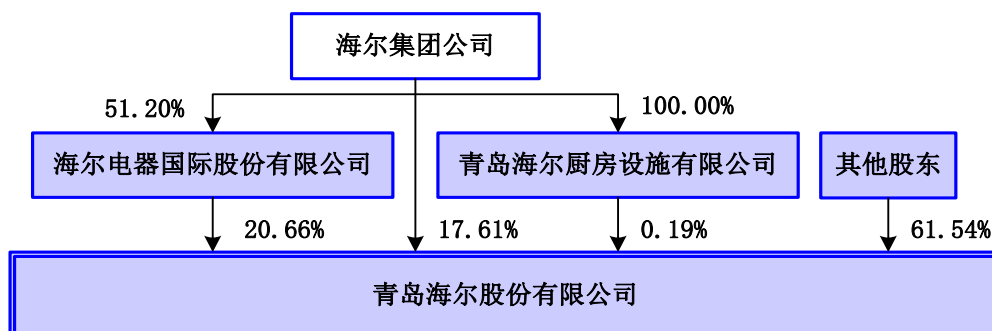 海尔集团公司
51.20%
100.00%
海尔电器国际股份有限公司
青岛海尔厨房设施有限公司
其他股东
20.66%
17.61%
0.19%
61.54%
青岛海尔股份有限公司